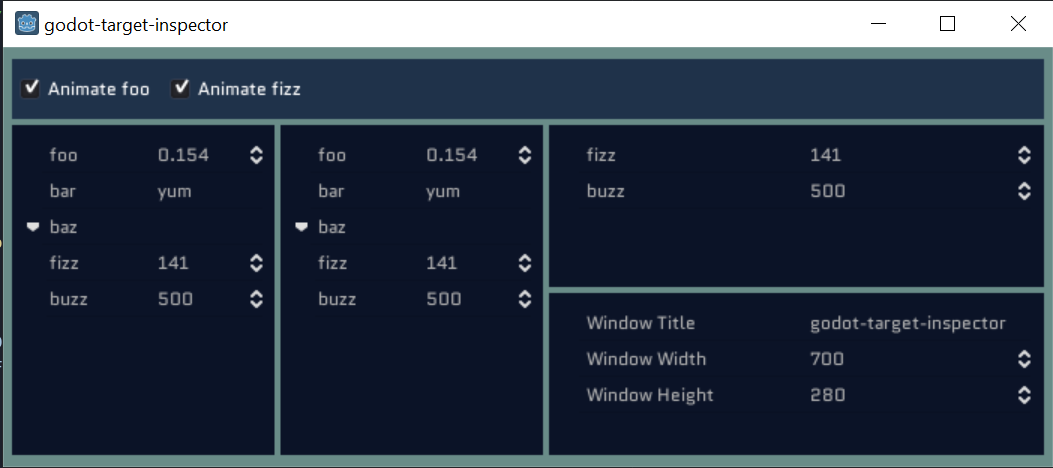 godot-target-inspector
Animate foo Animate fizz
foo 0.154
bar yum
baz
fizz 141
buzz 500
foo 0.154
bar yum
baz
fizz 141
buzz 500
fizz 141
buzz 500
Window Title godot-target-inspector
Window Width 700
Window Height 280